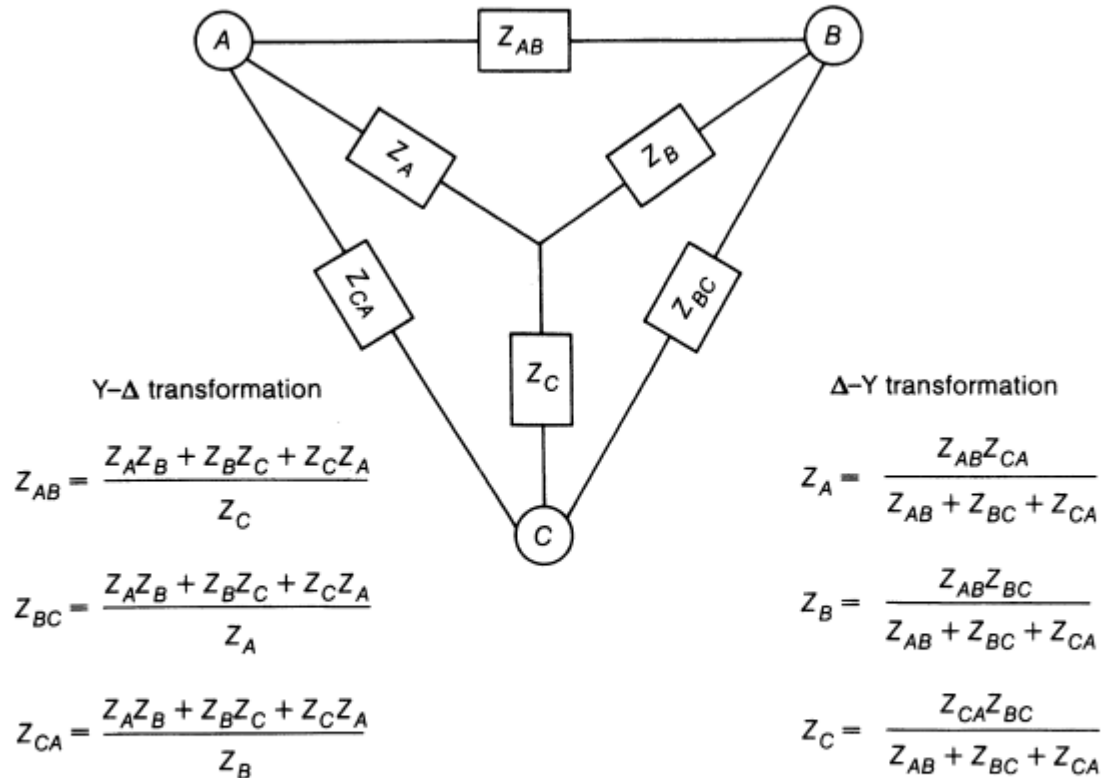 A
Z_AB
B
Z_A
Z_B
Z_CA
Z_BC
Z_C
C
Y–Δ transformation
Z_AB = (Z_A Z_B + Z_B Z_C + Z_C Z_A) / Z_C
Z_BC = (Z_A Z_B + Z_B Z_C + Z_C Z_A) / Z_A
Z_CA = (Z_A Z_B + Z_B Z_C + Z_C Z_A) / Z_B
Δ–Y transformation
Z_A = Z_AB Z_CA / (Z_AB + Z_BC + Z_CA)
Z_B = Z_AB Z_BC / (Z_AB + Z_BC + Z_CA)
Z_C = Z_CA Z_BC / (Z_AB + Z_BC + Z_CA)